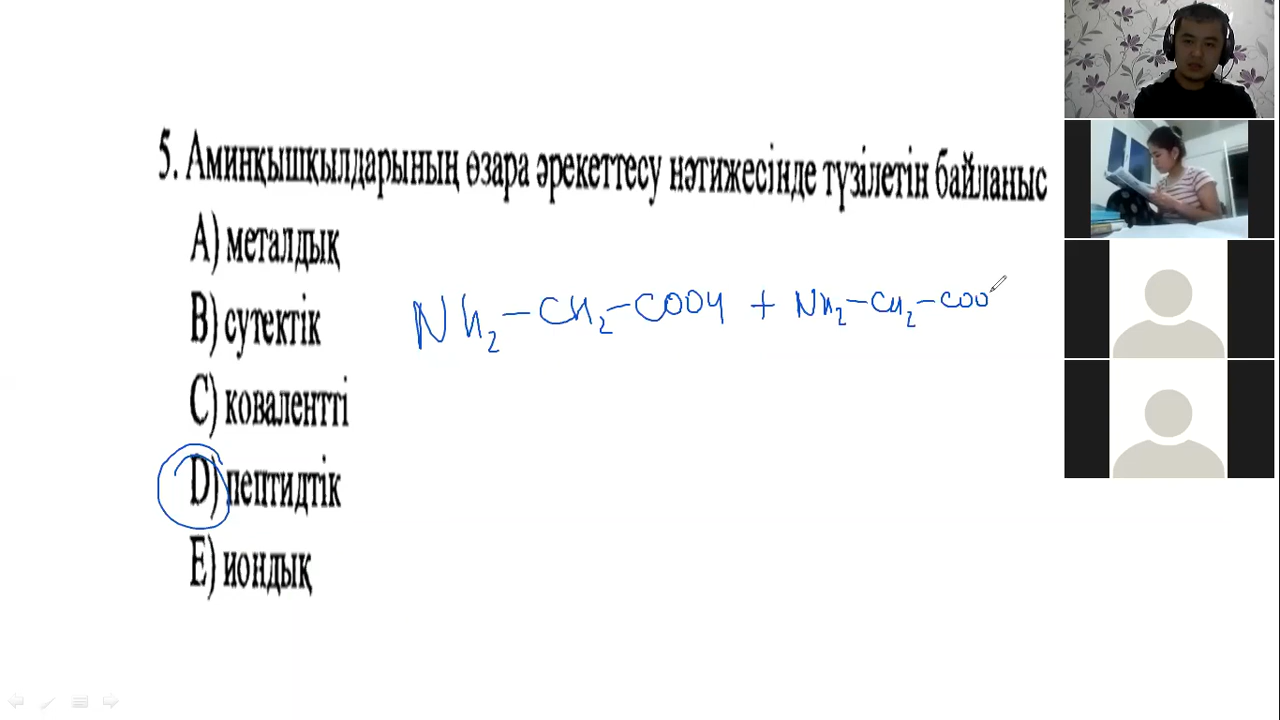 5. Аминқышқылдарының өзара әрекеттесу нәтижесінде түзілетін байланыс
A) металдық
B) сутектік
NH2-CH2-COOH + NH2-CH2-COO
C) ковалентті
D) пептидтік
E) иондық